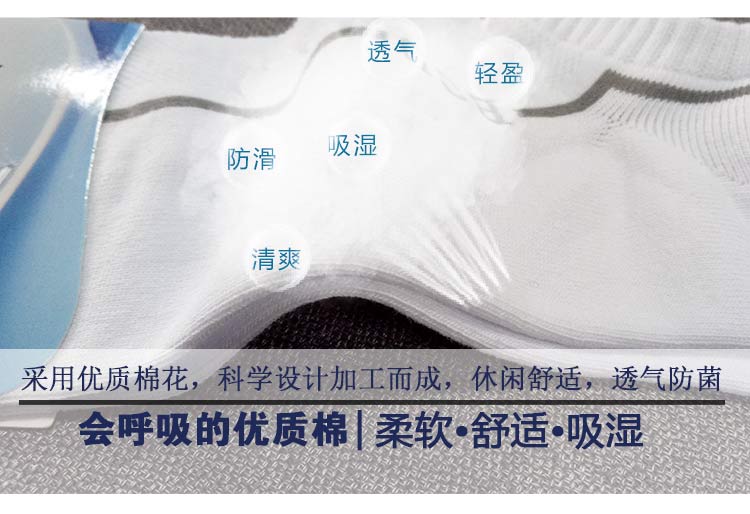 透气
轻盈
防滑
吸湿
清爽
采用优质棉花，科学设计加工而成，休闲舒适，透气防菌
会呼吸的优质棉|柔软•舒适•吸湿